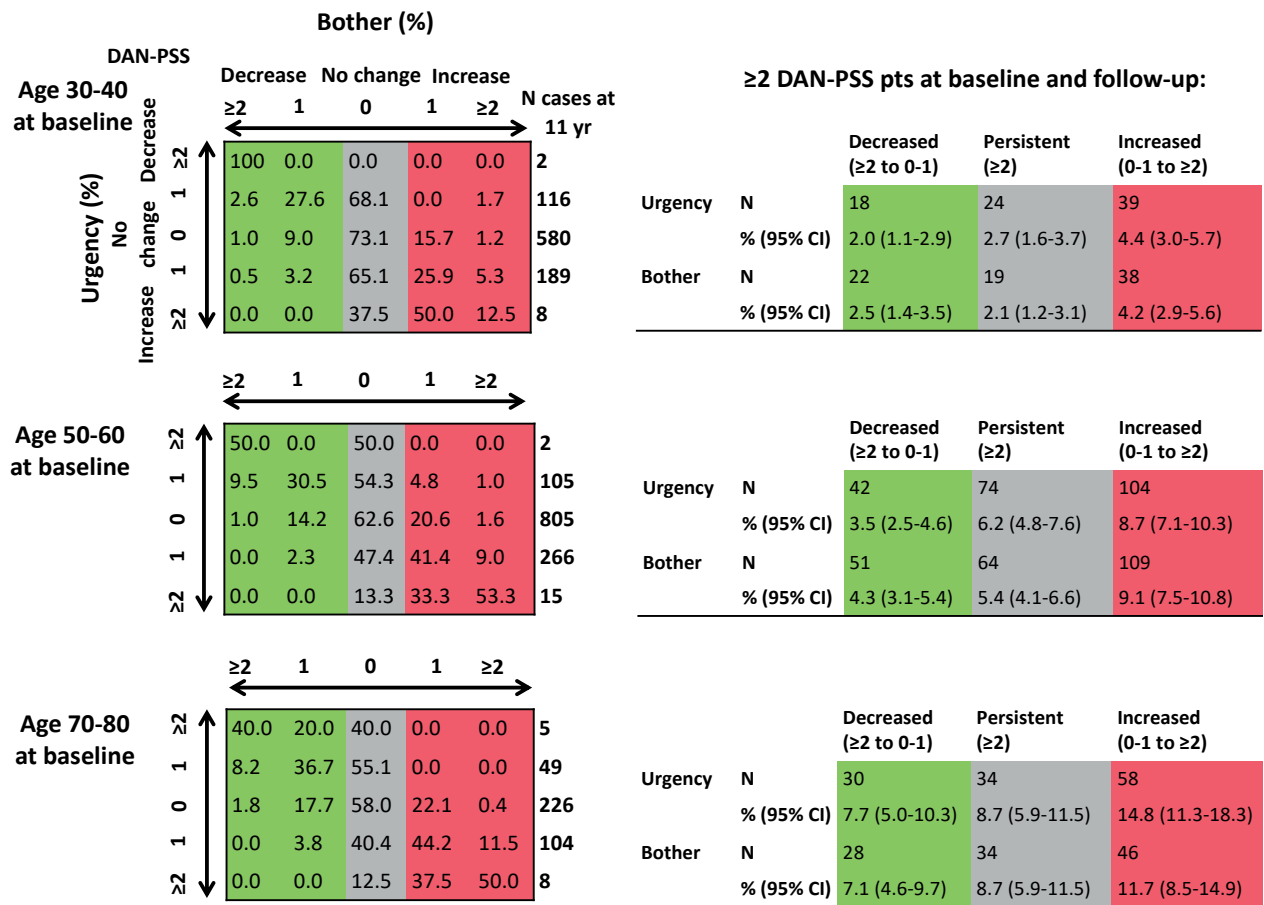 Bother (%)
DAN-PSS
Decrease No change Increase
Age 30-40
at baseline
≥2 1 0 1 ≥2
N cases at
11 yr
Urgency (%)
Decrease
No
change
Increase
≥2 100 0.0 0.0 0.0 0.0 2
1 2.6 27.6 68.1 0.0 1.7 116
0 1.0 9.0 73.1 15.7 1.2 580
1 0.5 3.2 65.1 25.9 5.3 189
≥2 0.0 0.0 37.5 50.0 12.5 8
≥2 DAN-PSS pts at baseline and follow-up:
Decreased Persistent Increased
(≥2 to 0-1) (≥2) (0-1 to ≥2)
Urgency N 18 24 39
% (95% CI) 2.0 (1.1-2.9) 2.7 (1.6-3.7) 4.4 (3.0-5.7)
Bother N 22 19 38
% (95% CI) 2.5 (1.4-3.5) 2.1 (1.2-3.1) 4.2 (2.9-5.6)
≥2 1 0 1 ≥2
Age 50-60
at baseline
≥2 50.0 0.0 50.0 0.0 0.0 2
1 9.5 30.5 54.3 4.8 1.0 105
0 1.0 14.2 62.6 20.6 1.6 805
1 0.0 2.3 47.4 41.4 9.0 266
≥2 0.0 0.0 13.3 33.3 53.3 15
Decreased Persistent Increased
(≥2 to 0-1) (≥2) (0-1 to ≥2)
Urgency N 42 74 104
% (95% CI) 3.5 (2.5-4.6) 6.2 (4.8-7.6) 8.7 (7.1-10.3)
Bother N 51 64 109
% (95% CI) 4.3 (3.1-5.4) 5.4 (4.1-6.6) 9.1 (7.5-10.8)
≥2 1 0 1 ≥2
Age 70-80
at baseline
≥2 40.0 20.0 40.0 0.0 0.0 5
1 8.2 36.7 55.1 0.0 0.0 49
0 1.8 17.7 58.0 22.1 0.4 226
1 0.0 3.8 40.4 44.2 11.5 104
≥2 0.0 0.0 12.5 37.5 50.0 8
Decreased Persistent Increased
(≥2 to 0-1) (≥2) (0-1 to ≥2)
Urgency N 30 34 58
% (95% CI) 7.7 (5.0-10.3) 8.7 (5.9-11.5) 14.8 (11.3-18.3)
Bother N 28 34 46
% (95% CI) 7.1 (4.6-9.7) 8.7 (5.9-11.5) 11.7 (8.5-14.9)